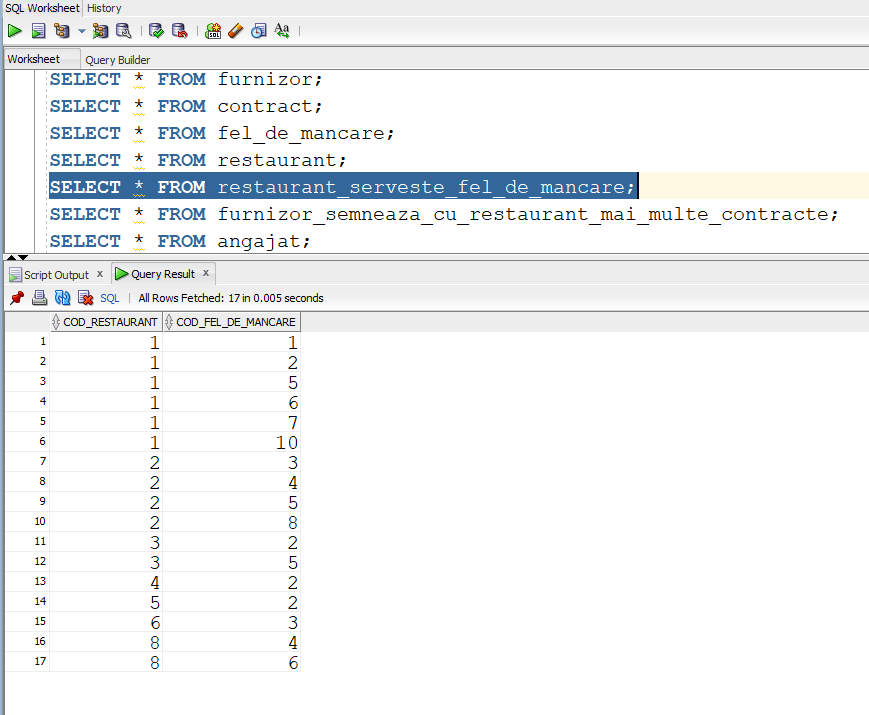 SQL Worksheet History
Worksheet Query Builder
SELECT * FROM furnizor;
SELECT * FROM contract;
SELECT * FROM fel_de_mancare;
SELECT * FROM restaurant;
SELECT * FROM restaurant_serveste_fel_de_mancare;
SELECT * FROM furnizor_semneaza_cu_restaurant_mai_multe_contracte;
SELECT * FROM angajat;
Script Output x Query Result x
SQL | All Rows Fetched: 17 in 0.005 seconds
COD_RESTAURANT COD_FEL_DE_MANCARE
1 1 1
2 1 2
3 1 5
4 1 6
5 1 7
6 1 10
7 2 3
8 2 4
9 2 5
10 2 8
11 3 2
12 3 5
13 4 2
14 5 2
15 6 3
16 8 4
17 8 6